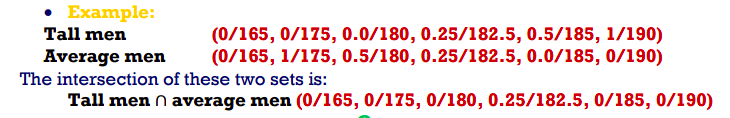 • Example:
Tall men (0/165, 0/175, 0.0/180, 0.25/182.5, 0.5/185, 1/190)
Average men (0/165, 1/175, 0.5/180, 0.25/182.5, 0.0/185, 0/190)
The intersection of these two sets is:
Tall men ∩ average men (0/165, 0/175, 0/180, 0.25/182.5, 0/185, 0/190)